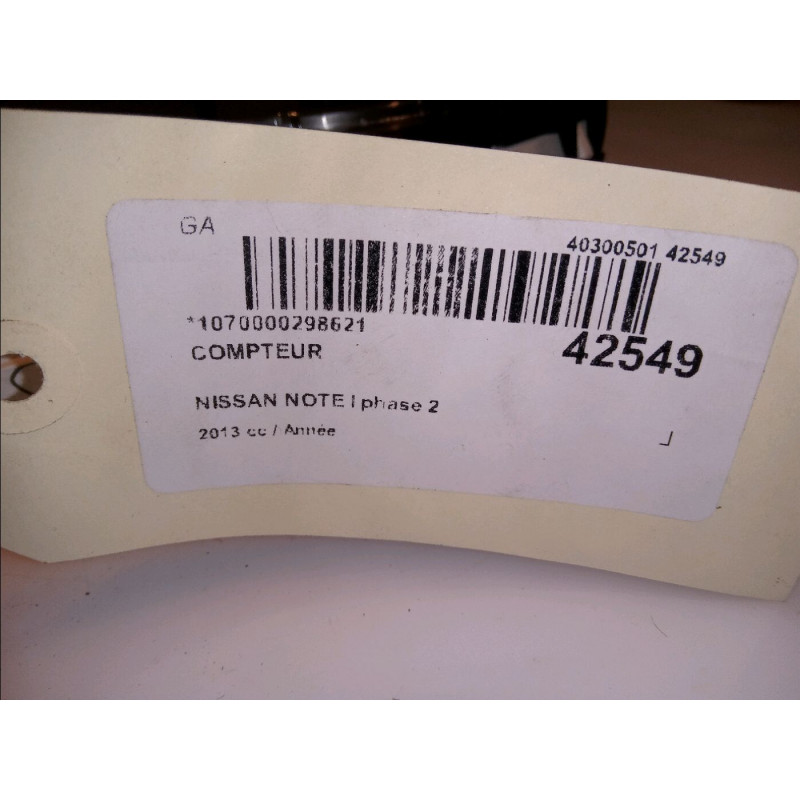 GA
40300501 42549
*1070000298621
42549
COMPTEUR
NISSAN NOTE I phase 2
2013 cc / Année